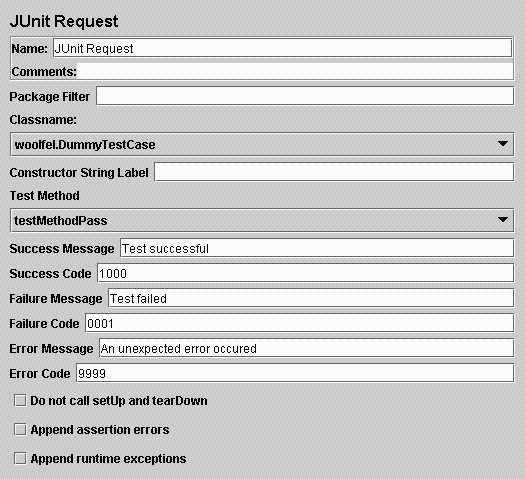 JUnit Request
Name: JUnit Request
Comments:
Package Filter
Classname:
woolfel.DummyTestCase
Constructor String Label
Test Method
testMethodPass
Success Message Test successful
Success Code 1000
Failure Message Test failed
Failure Code 0001
Error Message An unexpected error occured
Error Code 9999
Do not call setUp and tearDown
Append assertion errors
Append runtime exceptions